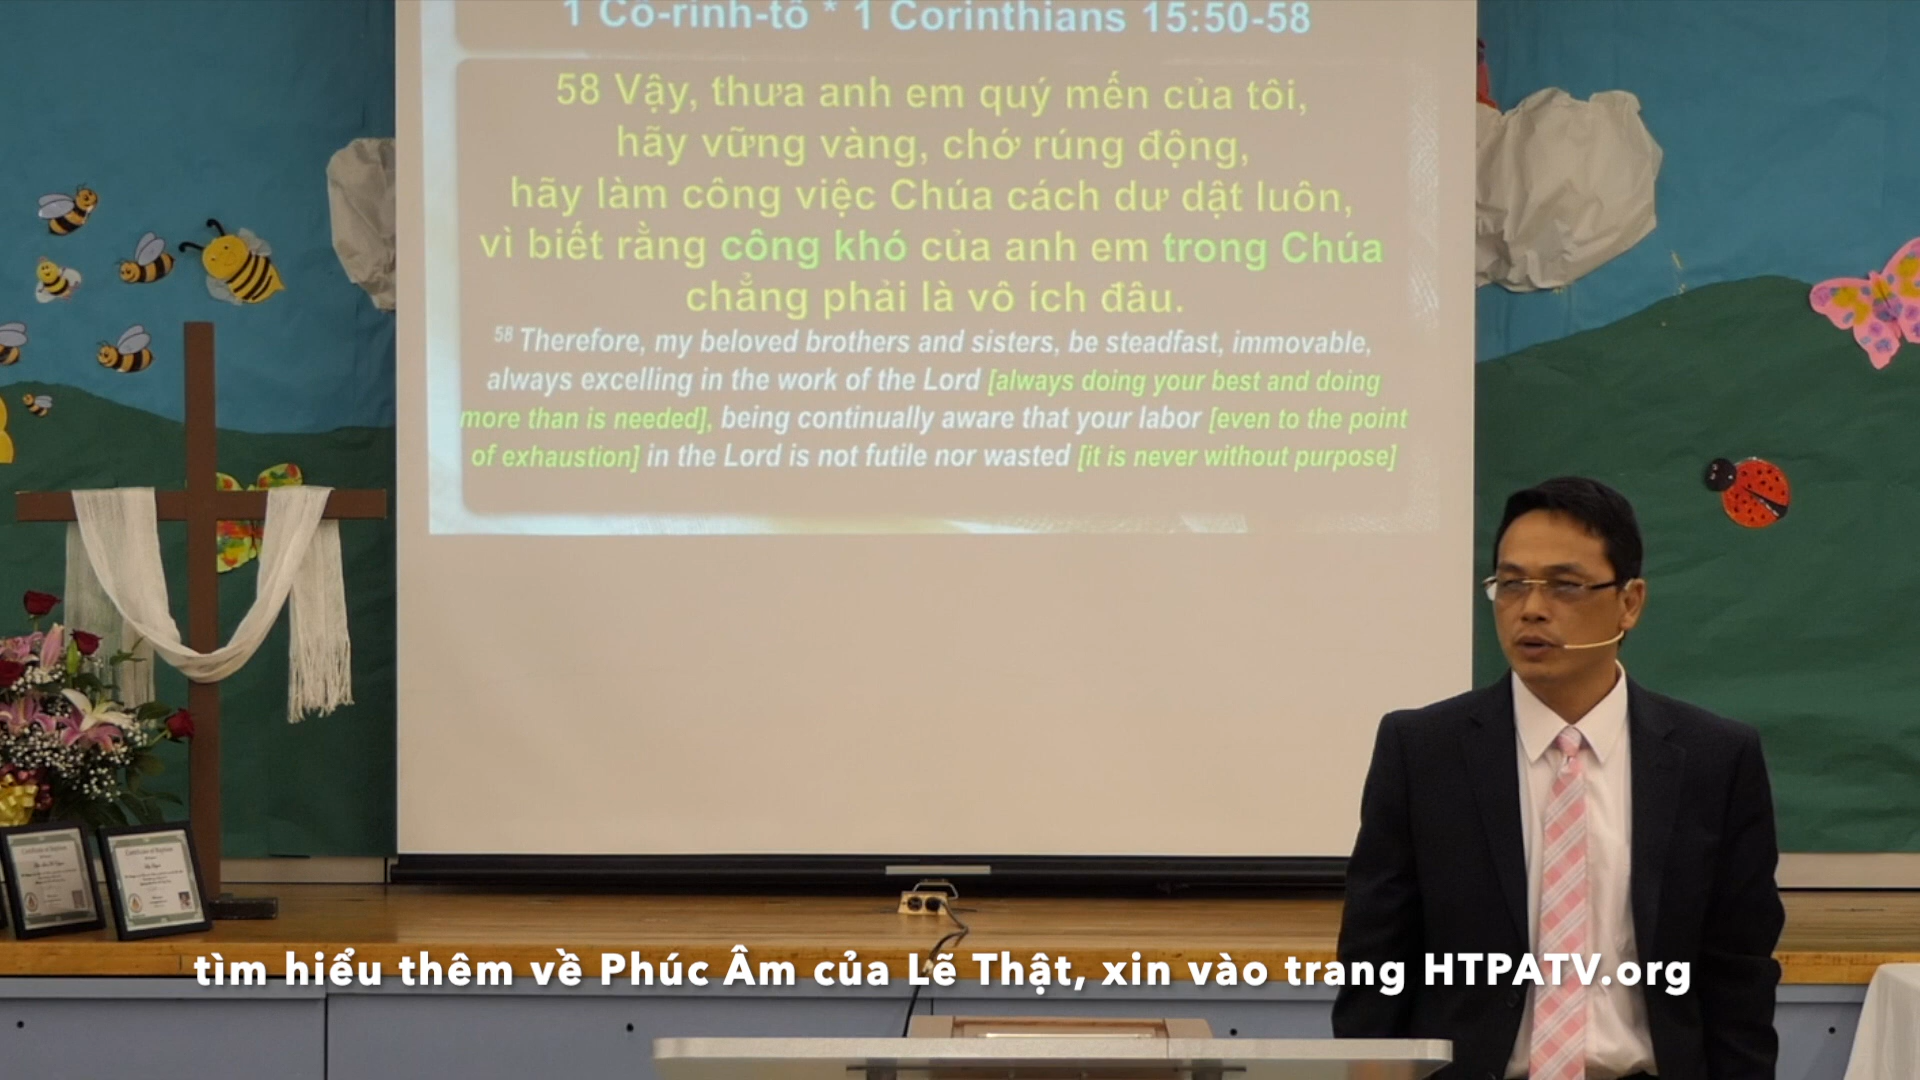 1 Cô-rinh-tô * 1 Corinthians 15:50-58
58 Vậy, thưa anh em quý mến của tôi,
hãy vững vàng, chớ rúng động,
hãy làm công việc Chúa cách dư dật luôn,
vì biết rằng công khó của anh em trong Chúa
chẳng phải là vô ích đâu.
58 Therefore, my beloved brothers and sisters, be steadfast, immovable,
always excelling in the work of the Lord [always doing your best and doing
more than is needed], being continually aware that your labor [even to the point
of exhaustion] in the Lord is not futile nor wasted [it is never without purpose]
Certificate of Baptism
Certificate of Baptism
tìm hiểu thêm về Phúc Âm của Lẽ Thật, xin vào trang HTPATV.org